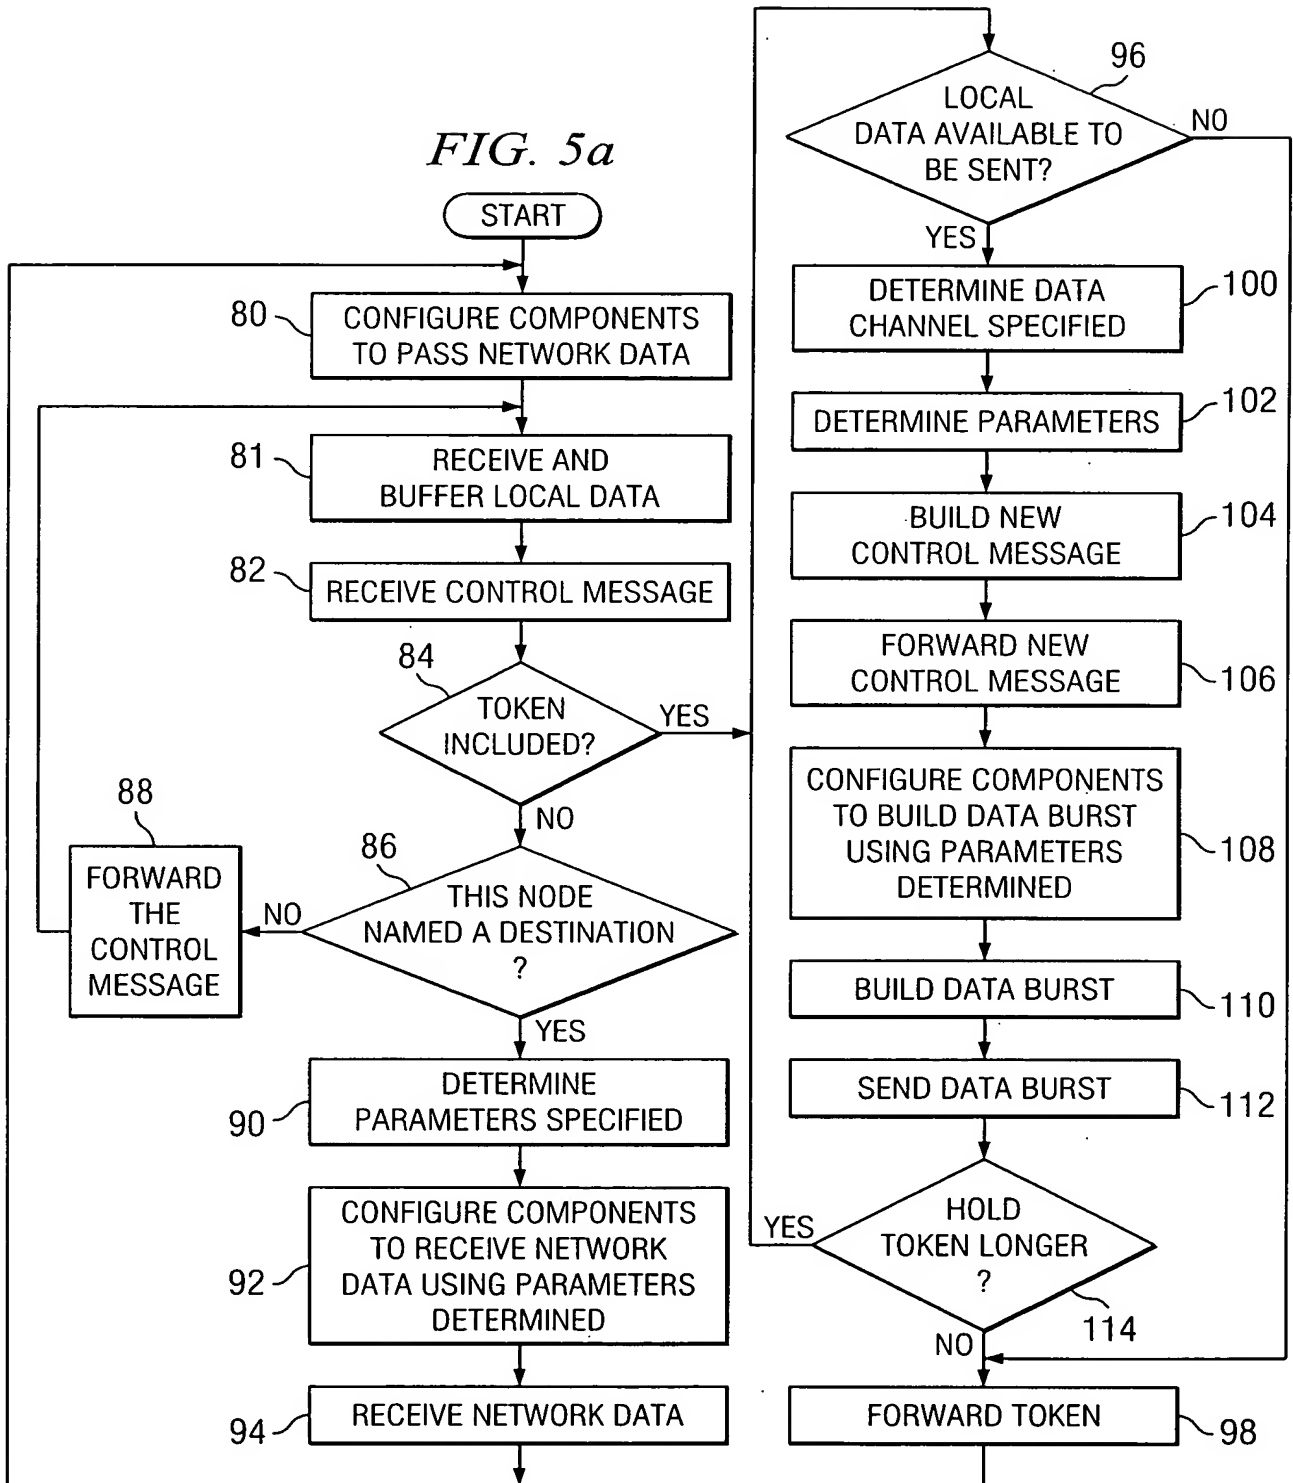 FIG. 5a
START
80
CONFIGURE COMPONENTS
TO PASS NETWORK DATA
81
RECEIVE AND
BUFFER LOCAL DATA
82
RECEIVE CONTROL MESSAGE
84
TOKEN
INCLUDED?
YES
NO
86
THIS NODE
NAMED A DESTINATION
?
NO
88
FORWARD
THE
CONTROL
MESSAGE
YES
90
DETERMINE
PARAMETERS SPECIFIED
92
CONFIGURE COMPONENTS
TO RECEIVE NETWORK
DATA USING PARAMETERS
DETERMINED
94
RECEIVE NETWORK DATA
96
LOCAL
DATA AVAILABLE TO
BE SENT?
NO
YES
DETERMINE DATA
CHANNEL SPECIFIED
100
DETERMINE PARAMETERS
102
BUILD NEW
CONTROL MESSAGE
104
FORWARD NEW
CONTROL MESSAGE
106
CONFIGURE COMPONENTS
TO BUILD DATA BURST
USING PARAMETERS
DETERMINED
108
BUILD DATA BURST
110
SEND DATA BURST
112
YES
HOLD
TOKEN LONGER
?
114
NO
FORWARD TOKEN
98